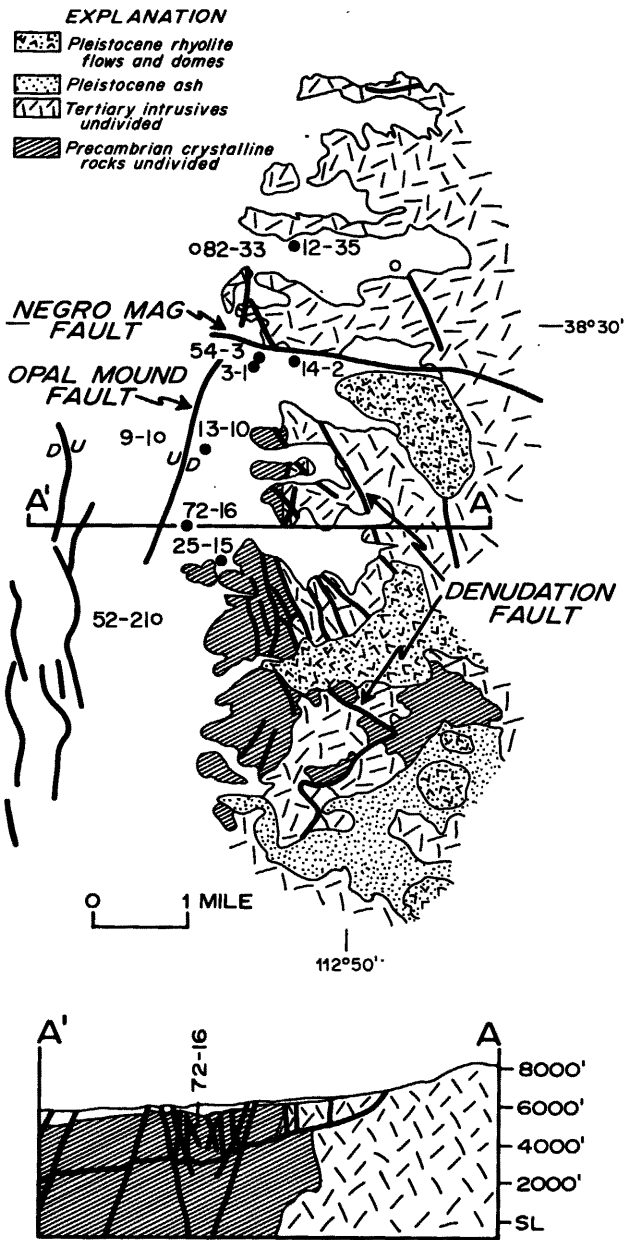 EXPLANATION
Pleistocene rhyolite
flows and domes
Pleistocene ash
Tertiary intrusives
undivided
Precambrian crystalline
rocks undivided
82-33
12-35
NEGRO MAG
FAULT
38°30'
54-3
3-1
14-2
OPAL MOUND
FAULT
9-1
13-10
D U
U D
A'
72-16
A
25-15
DENUDATION
FAULT
52-21
0 1 MILE
112°50'
A'
72-16
A
8000'
6000'
4000'
2000'
SL